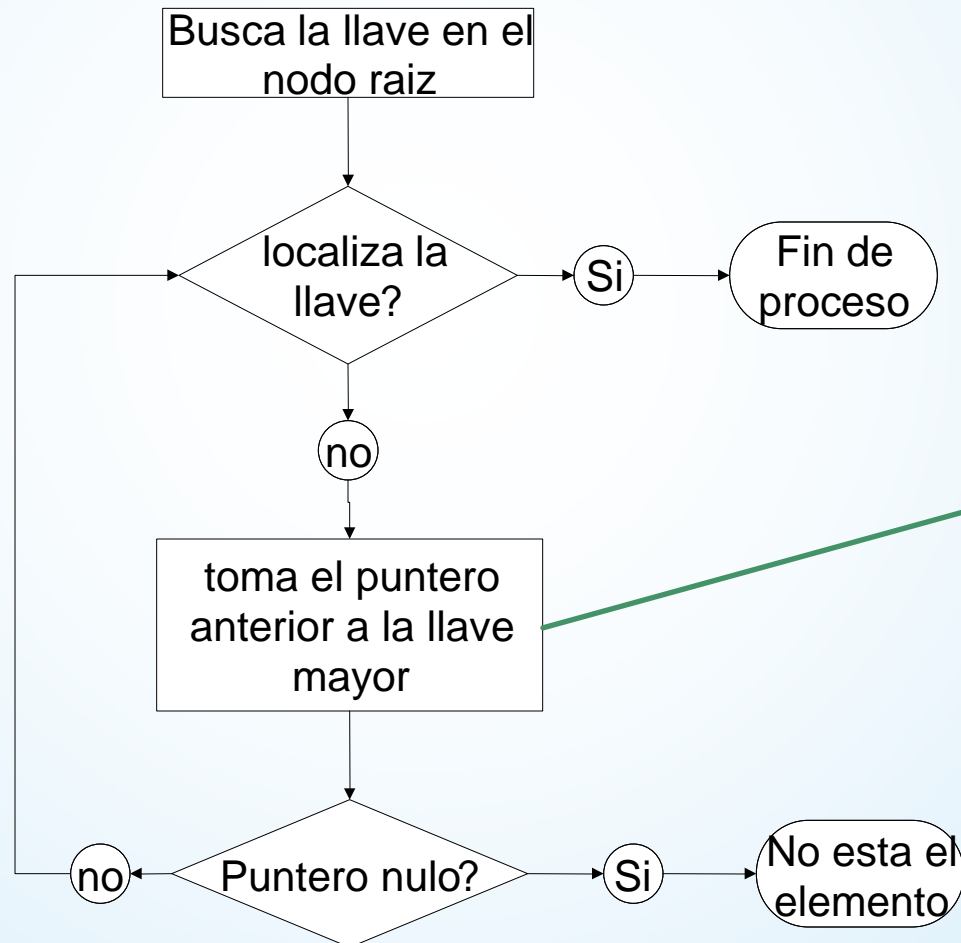 Busca la llave en el
nodo raiz
localiza la
llave?
Si
Fin de
proceso
no
toma el puntero
anterior a la llave
mayor
Puntero nulo?
no
Si
No esta el
elemento